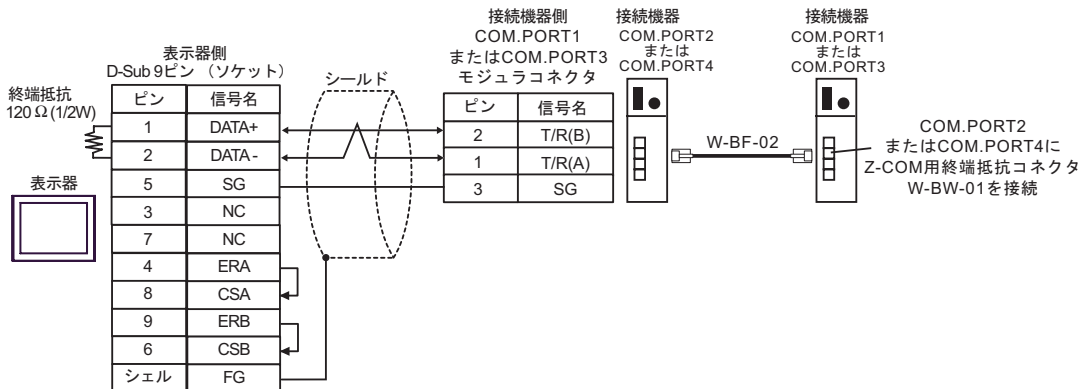 表示器側
D-Sub 9ピン （ソケット）
終端抵抗
120 Ω (1/2W)
表示器
ピン 信号名
1 DATA+
2 DATA-
5 SG
3 NC
7 NC
4 ERA
8 CSA
9 ERB
6 CSB
シェル FG
シールド
接続機器側
COM.PORT1
またはCOM.PORT3
モジュラコネクタ
ピン 信号名
2 T/R(B)
1 T/R(A)
3 SG
接続機器
COM.PORT2
または
COM.PORT4
W-BF-02
接続機器
COM.PORT1
または
COM.PORT3
COM.PORT2
またはCOM.PORT4に
Z-COM用終端抵抗コネクタ
W-BW-01を接続